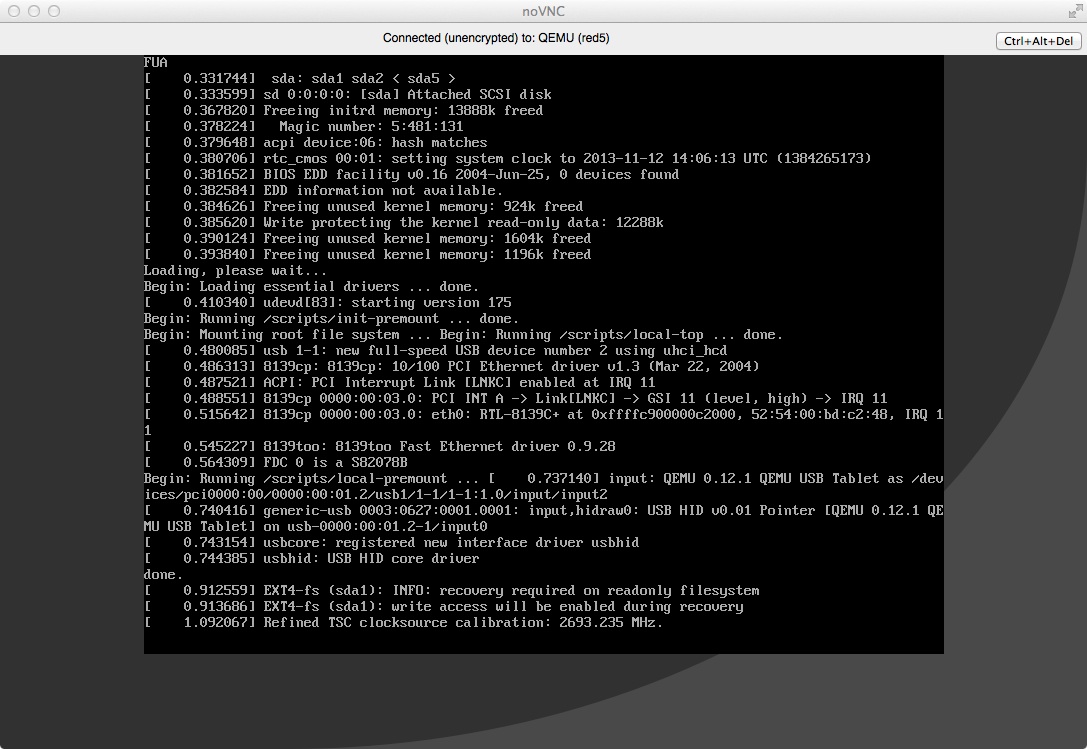 noVNC
Connected (unencrypted) to: QEMU (red5)
Ctrl+Alt+Del
FUA
[    0.331744]  sda: sda1 sda2 < sda5 >
[    0.333599] sd 0:0:0:0: [sda] Attached SCSI disk
[    0.367820] Freeing initrd memory: 13888k freed
[    0.378224]   Magic number: 5:481:131
[    0.379648] acpi device:06: hash matches
[    0.380706] rtc_cmos 00:01: setting system clock to 2013-11-12 14:06:13 UTC (1384265173)
[    0.381652] BIOS EDD facility v0.16 2004-Jun-25, 0 devices found
[    0.382584] EDD information not available.
[    0.384626] Freeing unused kernel memory: 924k freed
[    0.385620] Write protecting the kernel read-only data: 12288k
[    0.390124] Freeing unused kernel memory: 1604k freed
[    0.393840] Freeing unused kernel memory: 1196k freed
Loading, please wait...
Begin: Loading essential drivers ... done.
[    0.410340] udevd[83]: starting version 175
Begin: Running /scripts/init-premount ... done.
Begin: Mounting root file system ... Begin: Running /scripts/local-top ... done.
[    0.480085] usb 1-1: new full-speed USB device number 2 using uhci_hcd
[    0.486313] 8139cp: 8139cp: 10/100 PCI Ethernet driver v1.3 (Mar 22, 2004)
[    0.487521] ACPI: PCI Interrupt Link [LNKC] enabled at IRQ 11
[    0.488551] 8139cp 0000:00:03.0: PCI INT A -> Link[LNKC] -> GSI 11 (level, high) -> IRQ 11
[    0.515642] 8139cp 0000:00:03.0: eth0: RTL-8139C+ at 0xffffc900000c2000, 52:54:00:bd:c2:48, IRQ 1
1
[    0.545227] 8139too: 8139too Fast Ethernet driver 0.9.28
[    0.564309] FDC 0 is a S82078B
Begin: Running /scripts/local-premount ... [    0.737140] input: QEMU 0.12.1 QEMU USB Tablet as /dev
ices/pci0000:00/0000:00:01.2/usb1/1-1/1-1:1.0/input/input2
[    0.740416] generic-usb 0003:0627:0001.0001: input,hidraw0: USB HID v0.01 Pointer [QEMU 0.12.1 QE
MU USB Tablet] on usb-0000:00:01.2-1/input0
[    0.743154] usbcore: registered new interface driver usbhid
[    0.744385] usbhid: USB HID core driver
done.
[    0.912559] EXT4-fs (sda1): INFO: recovery required on readonly filesystem
[    0.913686] EXT4-fs (sda1): write access will be enabled during recovery
[    1.092067] Refined TSC clocksource calibration: 2693.235 MHz.